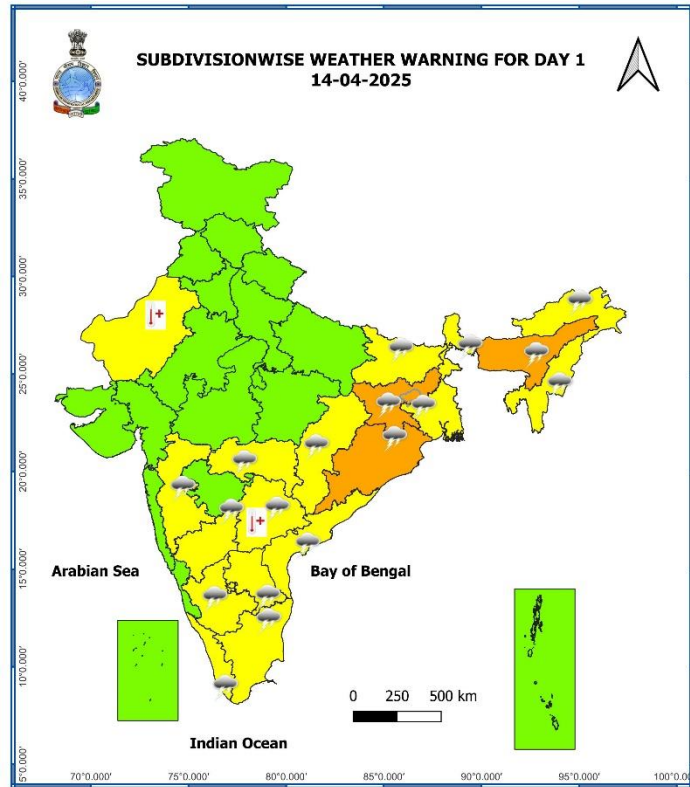 SUBDIVISIONWISE WEATHER WARNING FOR DAY 1
14-04-2025
40°0.000'
35°0.000'
30°0.000'
25°0.000'
20°0.000'
15°0.000'
10°0.000'
5°0.000'
Arabian Sea
Bay of Bengal
0 250 500 km
Indian Ocean
70°0.000' 75°0.000' 80°0.000' 85°0.000' 90°0.000' 95°0.000' 100°0.000'